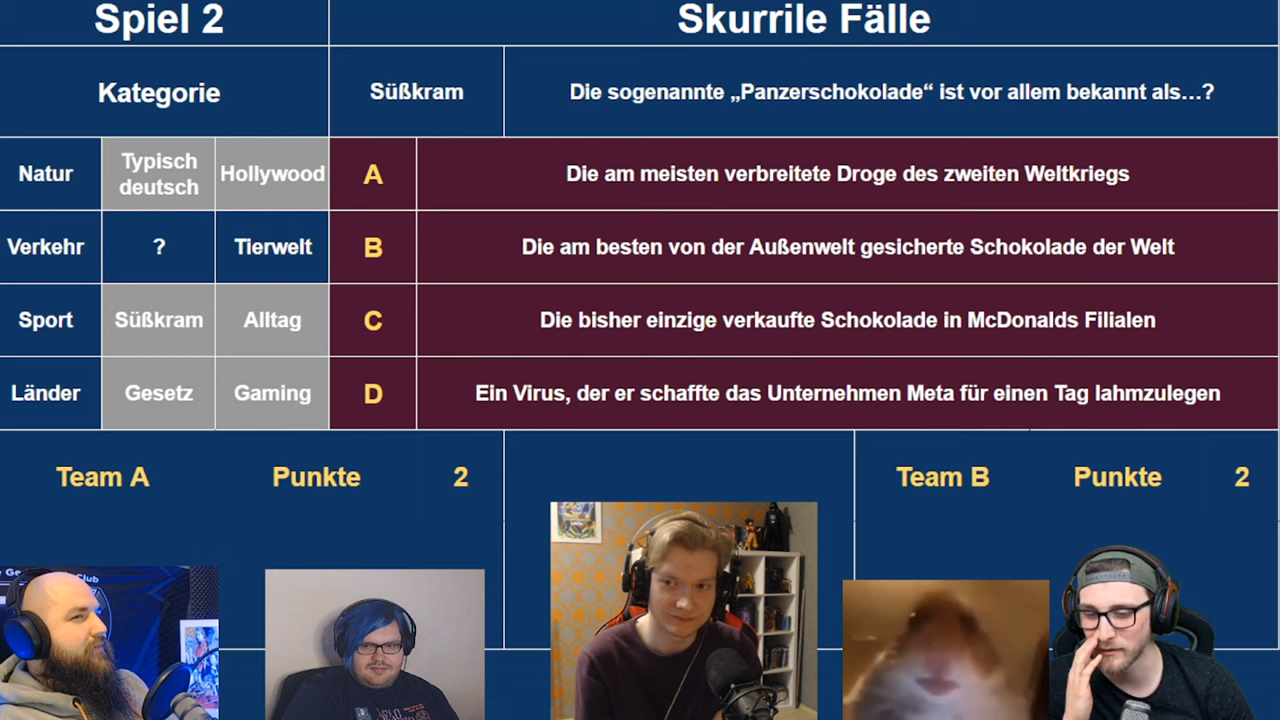 Spiel 2
Skurrile Fälle
Kategorie
Süßkram
Die sogenannte „Panzerschokolade“ ist vor allem bekannt als…?
Natur
Typisch
deutsch
Hollywood
A
Die am meisten verbreitete Droge des zweiten Weltkriegs
Verkehr
?
Tierwelt
B
Die am besten von der Außenwelt gesicherte Schokolade der Welt
Sport
Süßkram
Alltag
C
Die bisher einzige verkaufte Schokolade in McDonalds Filialen
Länder
Gesetz
Gaming
D
Ein Virus, der er schaffte das Unternehmen Meta für einen Tag lahmzulegen
Team A
Punkte
2
Team B
Punkte
2
Club